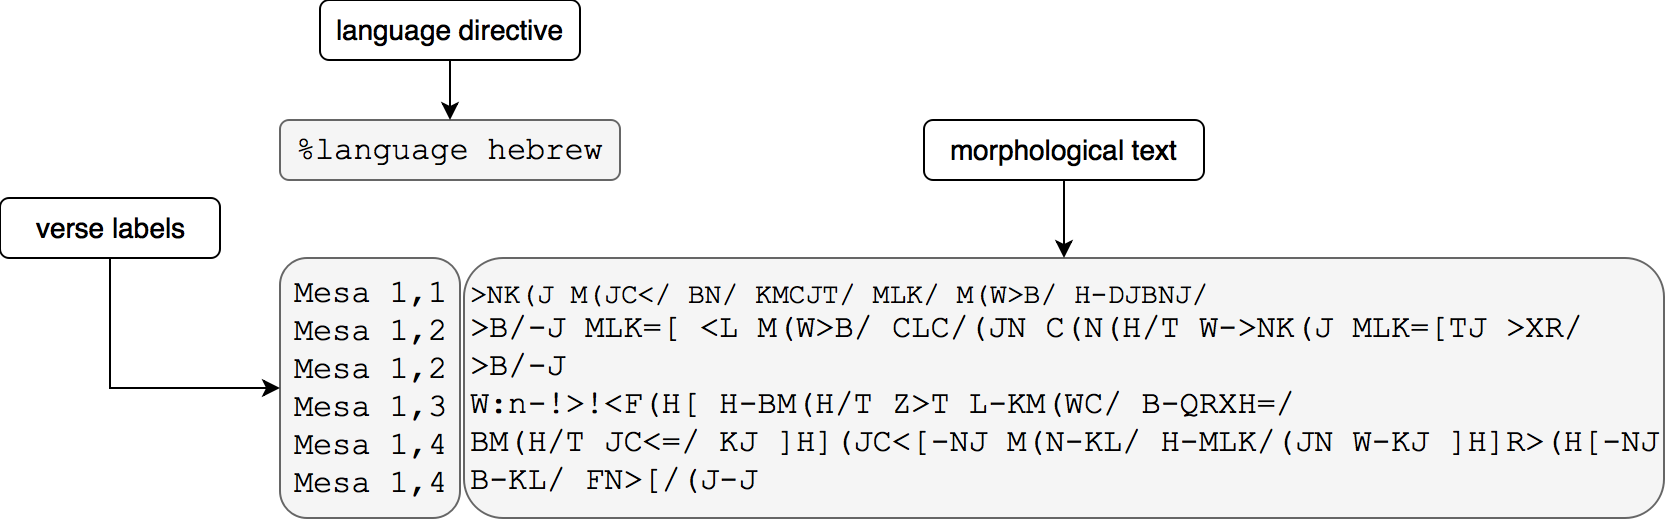 language directive
%language hebrew
morphological text
verse labels
Mesa 1,1 >NK(J M(JC</ BN/ KMCJT/ MLK/ M(W>B/ H-DJBNJ/
Mesa 1,2 >B/-J MLK=[ <L M(W>B/ CLC/(JN C(N(H/T W->NK(J MLK=[TJ >XR/
Mesa 1,2 >B/-J
Mesa 1,3 W:n-!>!<F(H[ H-BM(H/T Z>T L-KM(WC/ B-QRXH=/
Mesa 1,4 BM(H/T JC<=/ KJ ]H](JC<[-NJ M(N-KL/ H-MLK/(JN W-KJ ]H]R>(H[-NJ
Mesa 1,4 B-KL/ FN>[/(J-J